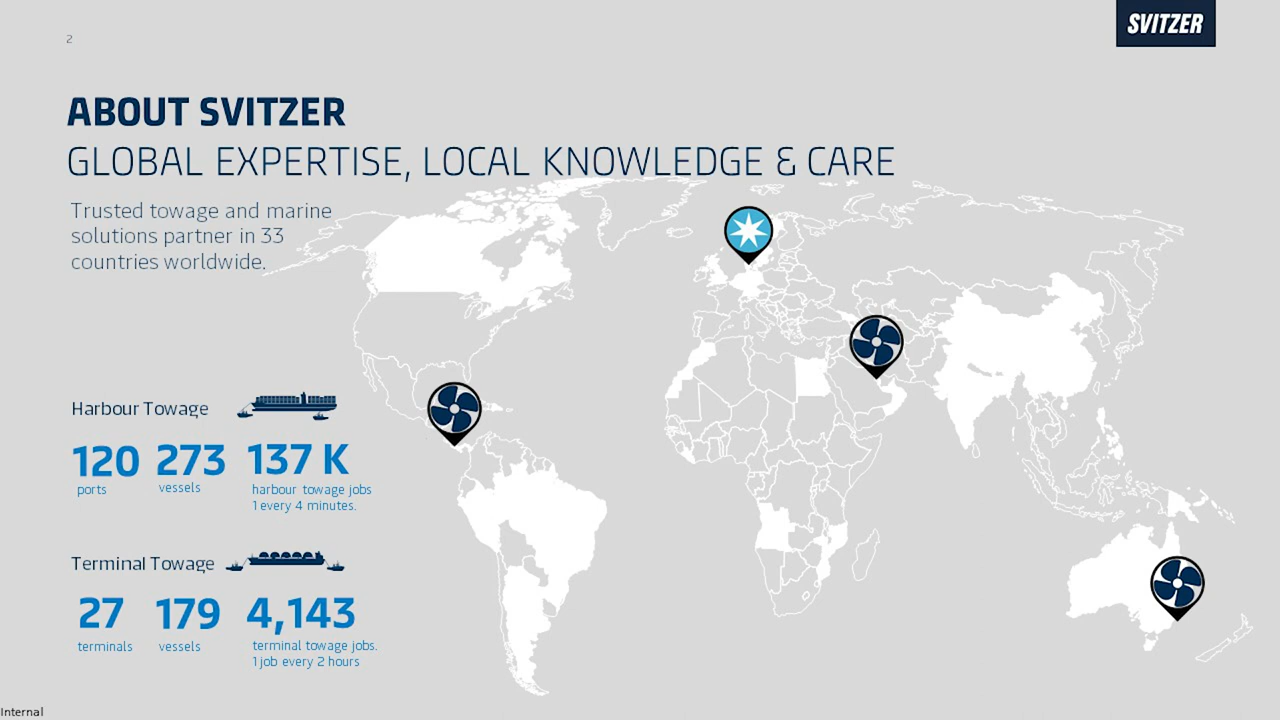 2
SVITZER
ABOUT SVITZER
GLOBAL EXPERTISE, LOCAL KNOWLEDGE & CARE
Trusted towage and marine
solutions partner in 33
countries worldwide.
Harbour Towage
120 273 137 K
ports vessels harbour towage jobs
1 every 4 minutes.
Terminal Towage
27 179 4,143
terminals vessels terminal towage jobs.
1 job every 2 hours
Internal